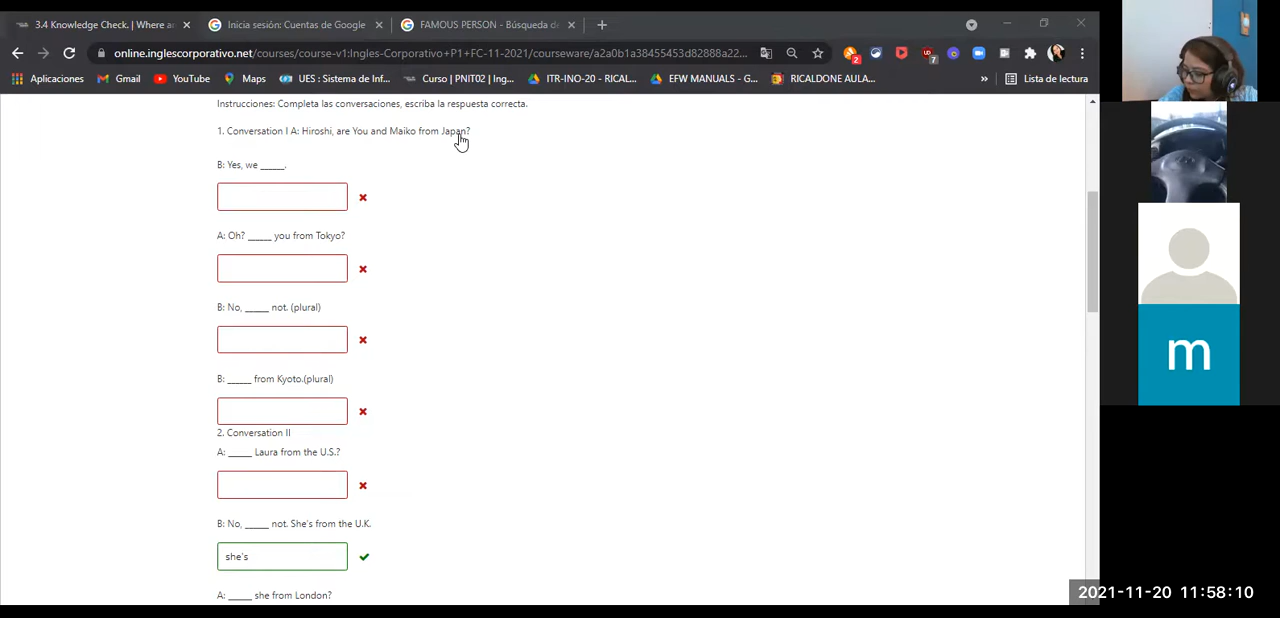 3.4 Knowledge Check. | Where ar
Inicia sesión: Cuentas de Google
FAMOUS PERSON - Búsqueda d
online.inglescorporativo.net/courses/course-v1:Ingles-Corporativo+P1+FC-11-2021/courseware/a2a0b1a38455453d82888a22...
2
7
Aplicaciones
Gmail
YouTube
Maps
UES : Sistema de Inf...
Curso | PNIT02 | Ing...
ITR-INO-20 - RICAL...
EFW MANUALS - G...
RICALDONE AULA...
»
Lista de lectura
Instrucciones: Completa las conversaciones, escriba la respuesta correcta.
1. Conversation I A: Hiroshi, are You and Maiko from Japan?
B: Yes, we _____.
A: Oh? _____ you from Tokyo?
B: No, _____ not. (plural)
B: _____ from Kyoto.(plural)
2. Conversation II
A: _____ Laura from the U.S.?
B: No, _____ not. She's from the U.K.
she's
A: _____ she from London?
m
2021-11-20 11:58:10